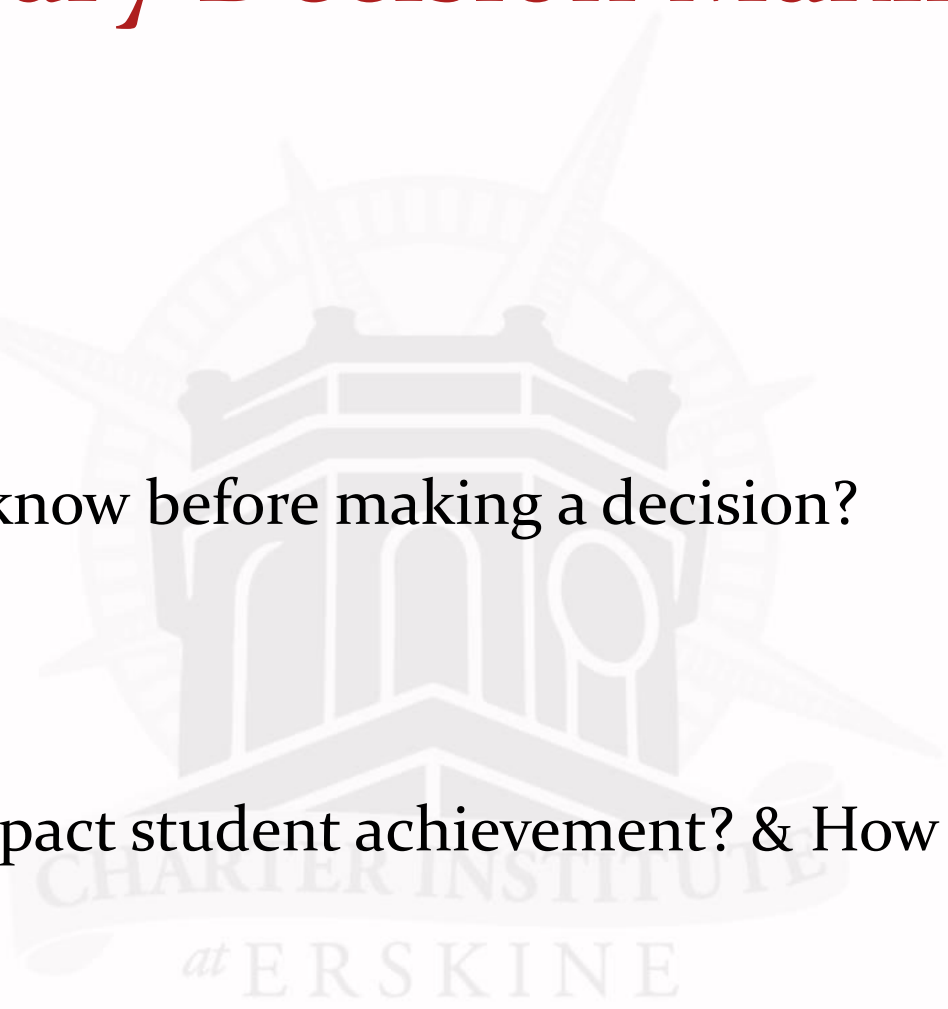 know before making a decision?
pact student achievement? & How
CHARTER INSTITUTE
at ERSKINE